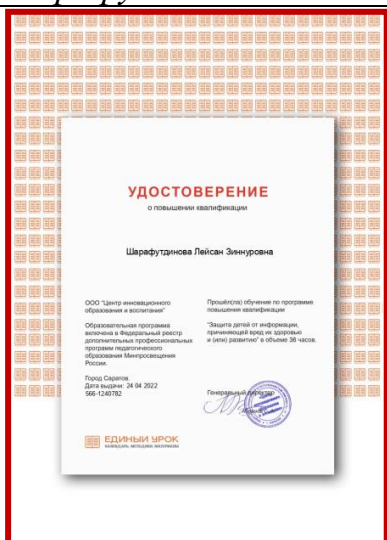 УДОСТОВЕРЕНИЕ
о повышении квалификации
Шарафутдинова Лейсан Зиннуровна
ООО "Центр инновационного
образования и воспитания"
Образовательная программа
включена в Федеральный реестр
дополнительных профессиональных
программ педагогического
образования Минпросвещения
России.
Город Саратов.
Дата выдачи: 24 04 2022
566-1240782
Прошёл(ла) обучение по программе
повышения квалификации
"Защита детей от информации,
причиняющей вред их здоровью
и (или) развитию" в объеме 36 часов.
Генеральный директор
ЕДИНЫЙ УРОК